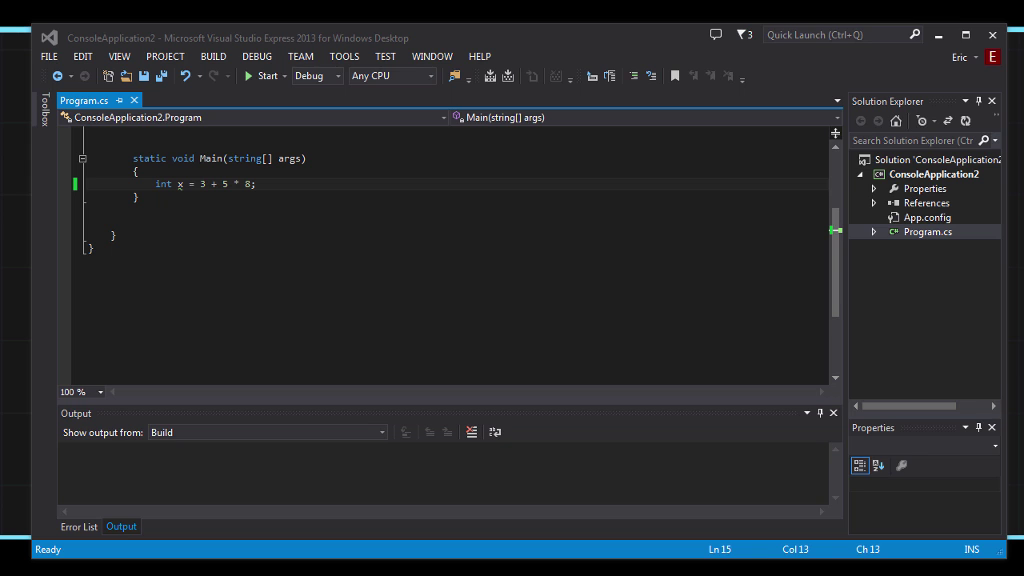 ConsoleApplication2 - Microsoft Visual Studio Express 2013 for Windows Desktop
3
Quick Launch (Ctrl+Q)
FILE EDIT VIEW PROJECT BUILD DEBUG TEAM TOOLS TEST WINDOW HELP
Eric E
Start Debug Any CPU
Toolbox
Program.cs
ConsoleApplication2.Program
Main(string[] args)
static void Main(string[] args)
{
int x = 3 + 5 * 8;
}
}
}
100 %
Output
Show output from: Build
Error List Output
Solution Explorer
Search Solution Explorer (Ctr
Solution 'ConsoleApplication2
C# ConsoleApplication2
Properties
References
App.config
C# Program.cs
Properties
Ready Ln 15 Col 13 Ch 13 INS